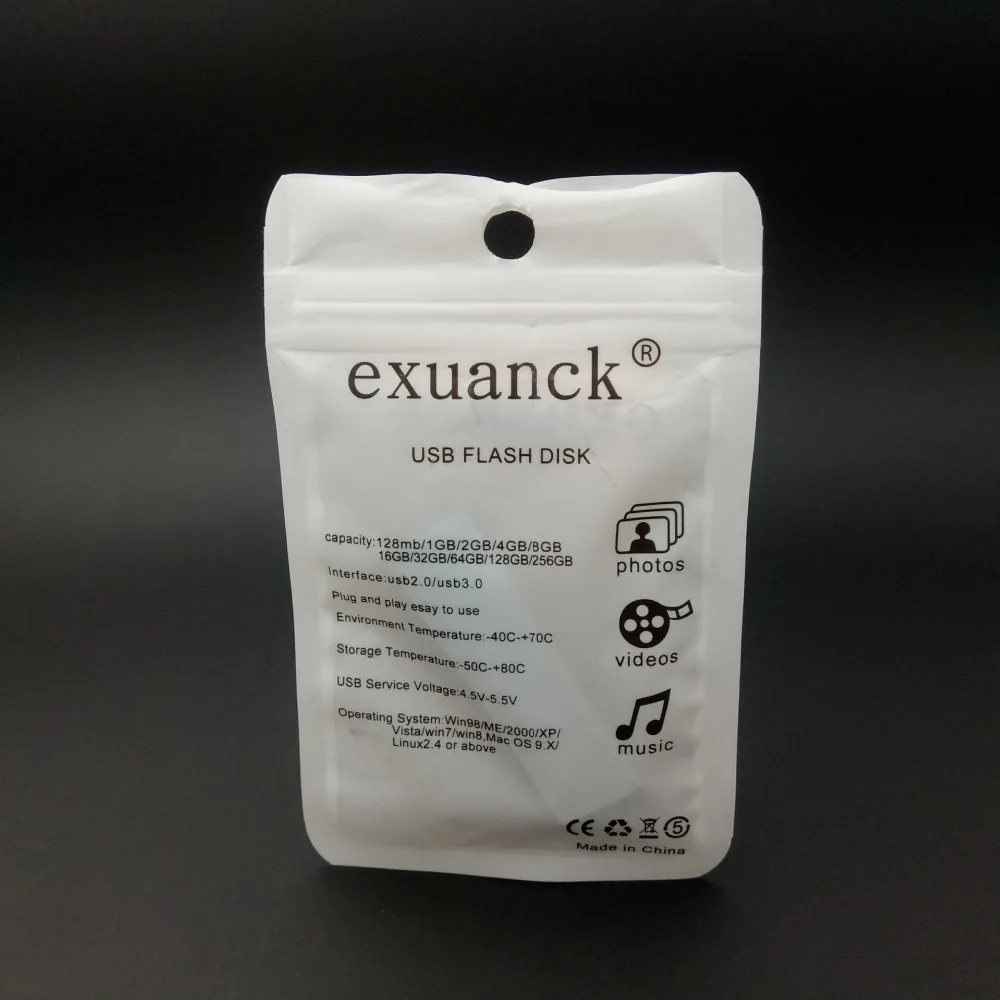 exuanck®
USB FLASH DISK
capacity:128mb/1GB/2GB/4GB/8GB
16GB/32GB/64GB/128GB/256GB
Interface:usb2.0/usb3.0
Plug and play esay to use
Environment Temperature:-40C-+70C
Storage Temperature:-50C-+80C
USB Service Voltage:4.5V-5.5V
Operating System:Win98/ME/2000/XP/
Vista/win7/win8,Mac OS 9.X/
Linux2.4 or above
photos
videos
music
CE 5
Made in China